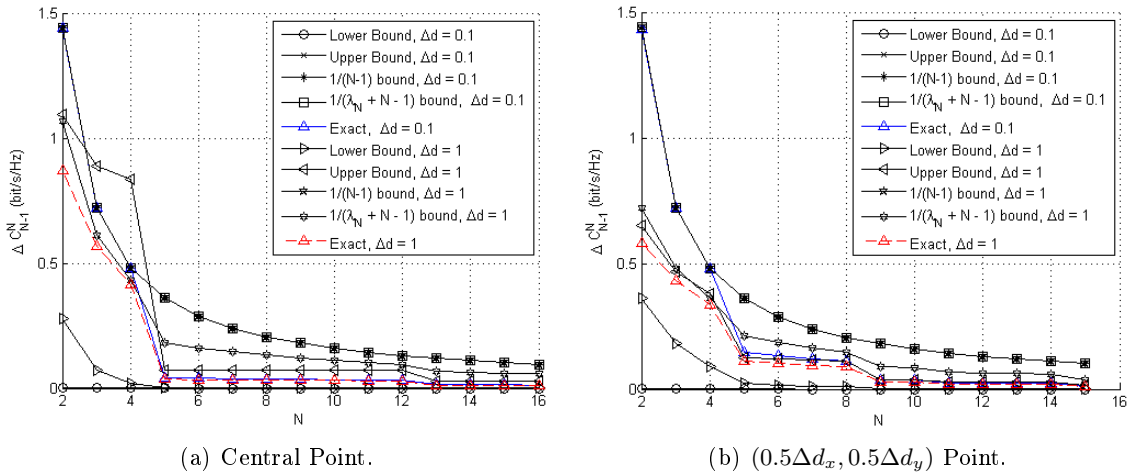 1.5
1
0.5
0
2
4
6
8
10
12
14
16
N
Δ C^N_N-1 (bit/s/Hz)
Lower Bound, Δd = 0.1
Upper Bound, Δd = 0.1
1/(N-1) bound, Δd = 0.1
1/(λ_N + N - 1) bound, Δd = 0.1
Exact, Δd = 0.1
Lower Bound, Δd = 1
Upper Bound, Δd = 1
1/(N-1) bound, Δd = 1
1/(λ_N + N - 1) bound, Δd = 1
Exact, Δd = 1
(a) Central Point.
1.5
1
0.5
0
2
4
6
8
10
12
14
16
N
Δ C^N_N-1 (bit/s/Hz)
Lower Bound, Δd = 0.1
Upper Bound, Δd = 0.1
1/(N-1) bound, Δd = 0.1
1/(λ_N + N - 1) bound, Δd = 0.1
Exact, Δd = 0.1
Lower Bound, Δd = 1
Upper Bound, Δd = 1
1/(N-1) bound, Δd = 1
1/(λ_N + N - 1) bound, Δd = 1
Exact, Δd = 1
(b) (0.5Δd_x, 0.5Δd_y) Point.